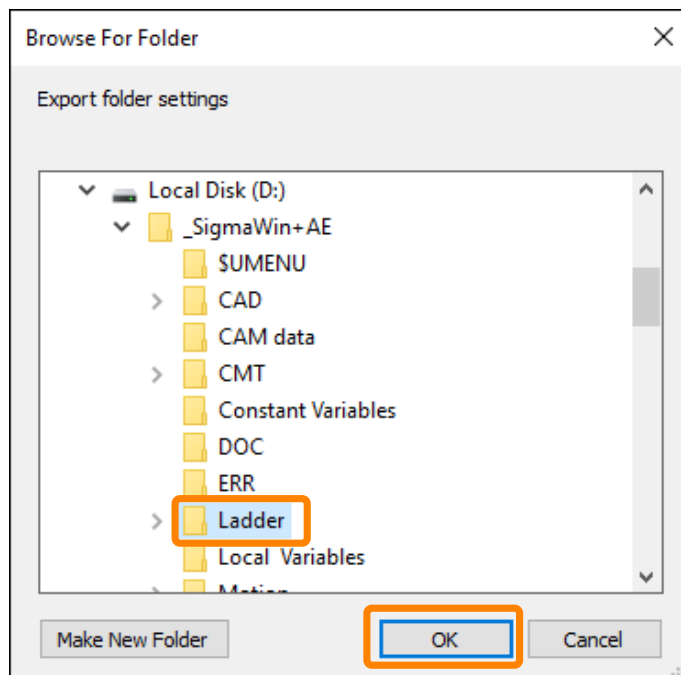 Browse For Folder
Export folder settings
Local Disk (D:)
_SigmaWin+AE
$UMENU
CAD
CAM data
CMT
Constant Variables
DOC
ERR
Ladder
Local Variables
Motion
Make New Folder
OK
Cancel